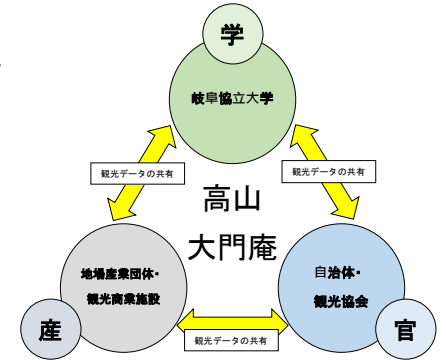 学
岐阜協立大学
観光データの共有
観光データの共有
高山
大門庵
地場産業団体・
観光商業施設
自治体・
観光協会
産
観光データの共有
官